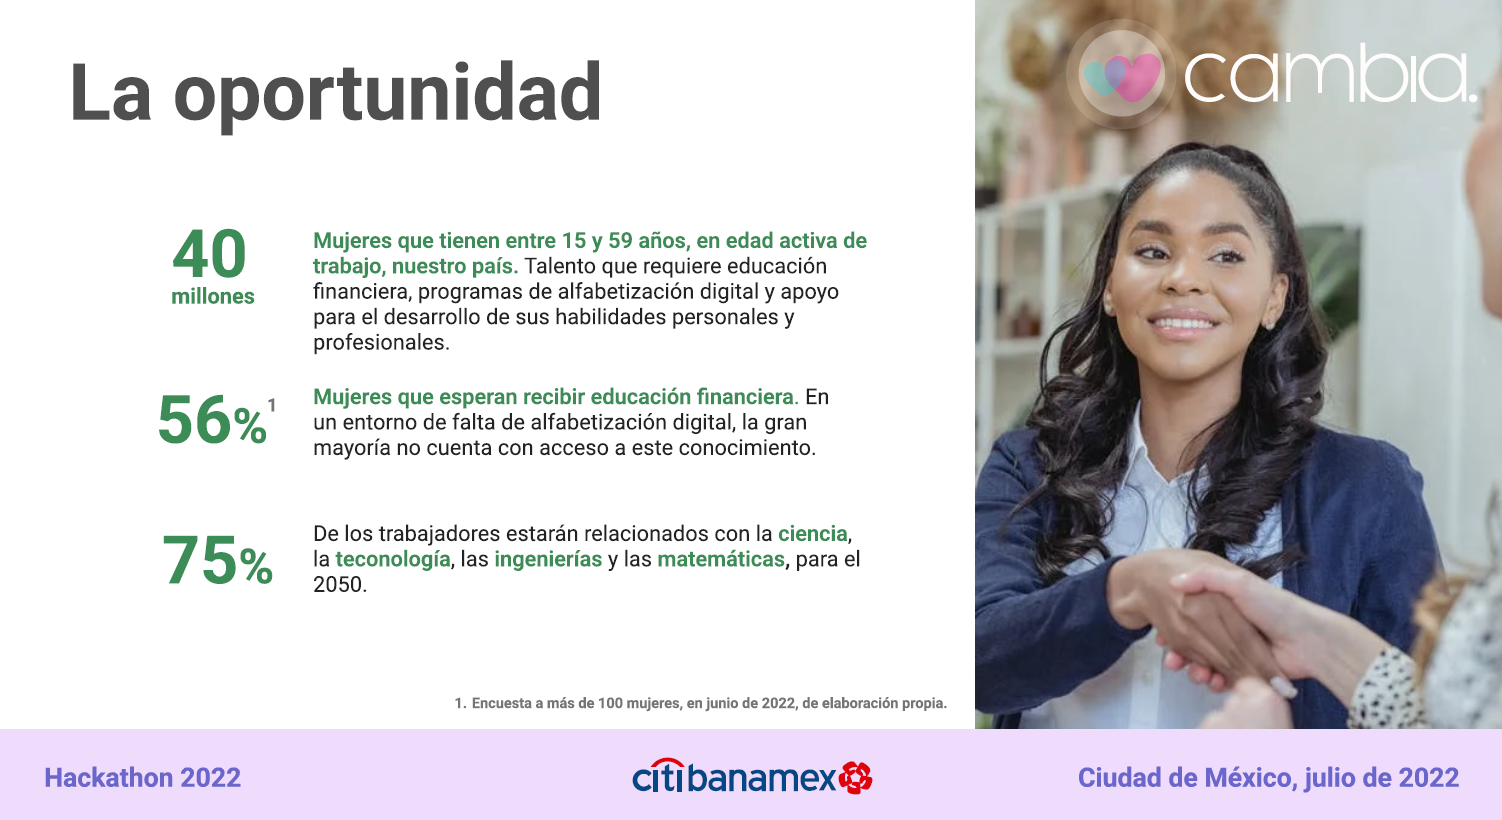 La oportunidad
cambia.
40
millones
Mujeres que tienen entre 15 y 59 años, en edad activa de
trabajo, nuestro país. Talento que requiere educación
financiera, programas de alfabetización digital y apoyo
para el desarrollo de sus habilidades personales y
profesionales.
56%¹
Mujeres que esperan recibir educación financiera. En
un entorno de falta de alfabetización digital, la gran
mayoría no cuenta con acceso a este conocimiento.
75%
De los trabajadores estarán relacionados con la ciencia,
la teconología, las ingenierías y las matemáticas, para el
2050.
1. Encuesta a más de 100 mujeres, en junio de 2022, de elaboración propia.
Hackathon 2022
citibanamex
Ciudad de México, julio de 2022